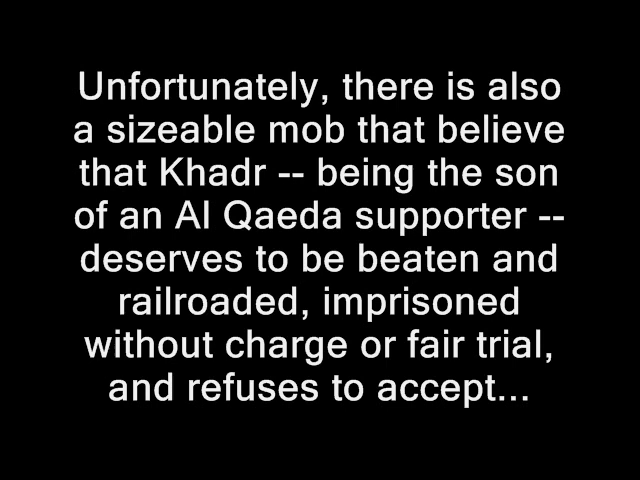 Unfortunately, there is also
a sizeable mob that believe
that Khadr -- being the son
of an Al Qaeda supporter --
deserves to be beaten and
railroaded, imprisoned
without charge or fair trial,
and refuses to accept...